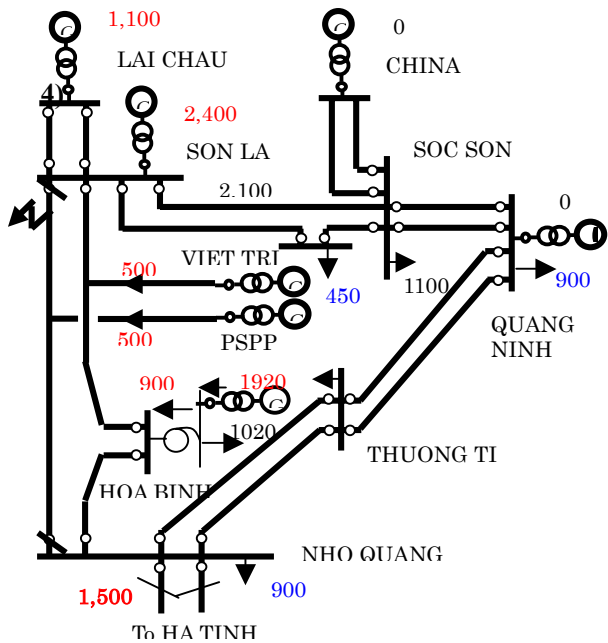 1,100
0
LAI CHAU
CHINA
4)
2,400
SON LA
SOC SON
2,100
0
VIET TRI
500
450
1100
900
500
PSPP
QUANG
NINH
900
1920
1020
THUONG TI
HOA BINH
NHO QUANG
1,500
900
To HA TINH